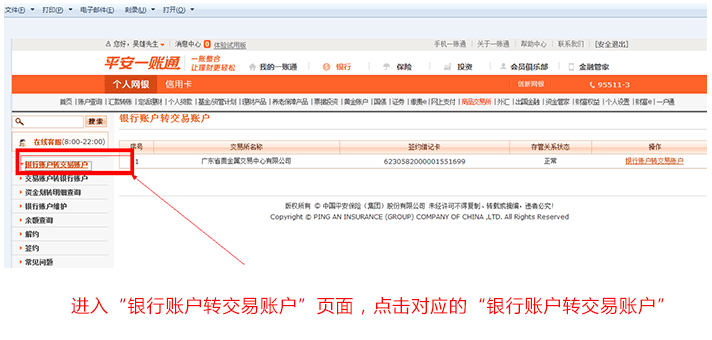 文件(F) 打印(P) 电子邮件(E) 刻录(U) 打开(O)
您好，吴雄先生 消息中心 0 体验试用版 手机一账通 关于一账通 帮助中心 联系我们 [安全退出]
平安一账通 一账整合 让理财更轻松 我的一账通 银行 保险 投资 会员俱乐部 金融管家
个人网银 信用卡 信新网银 95511-3
首页 账户查询 汇款转账 定活理财 个人贷款 基金/资管计划 理财产品 养老保障产品 票据投资 黄金账户 国债 证券 缴费e 网上支付 商品交易所 外汇 出国金融 资金管家 财富权益 个人设置 财富e 一户通
搜索 银行账户转交易账户
在线客服(8:00-22:00)
序号 交易所名称 签约借记卡 存管关系状态 操作
银行账户转交易账户 1 广东省贵金属交易中心有限公司 6230582000001551699 正常 银行账户转交易账户
交易账户转银行账户
资金划转明细查询
银行账户维护
余额查询
解约
签约
常见问题
版权所有 © 中国平安保险（集团）股份有限公司 未经许可不得复制、转载或摘编，违者必究!
Copyright © PING AN INSURANCE (GROUP) COMPANY OF CHINA ,LTD. All Rights Reserved
进入“银行账户转交易账户”页面，点击对应的“银行账户转交易账户”